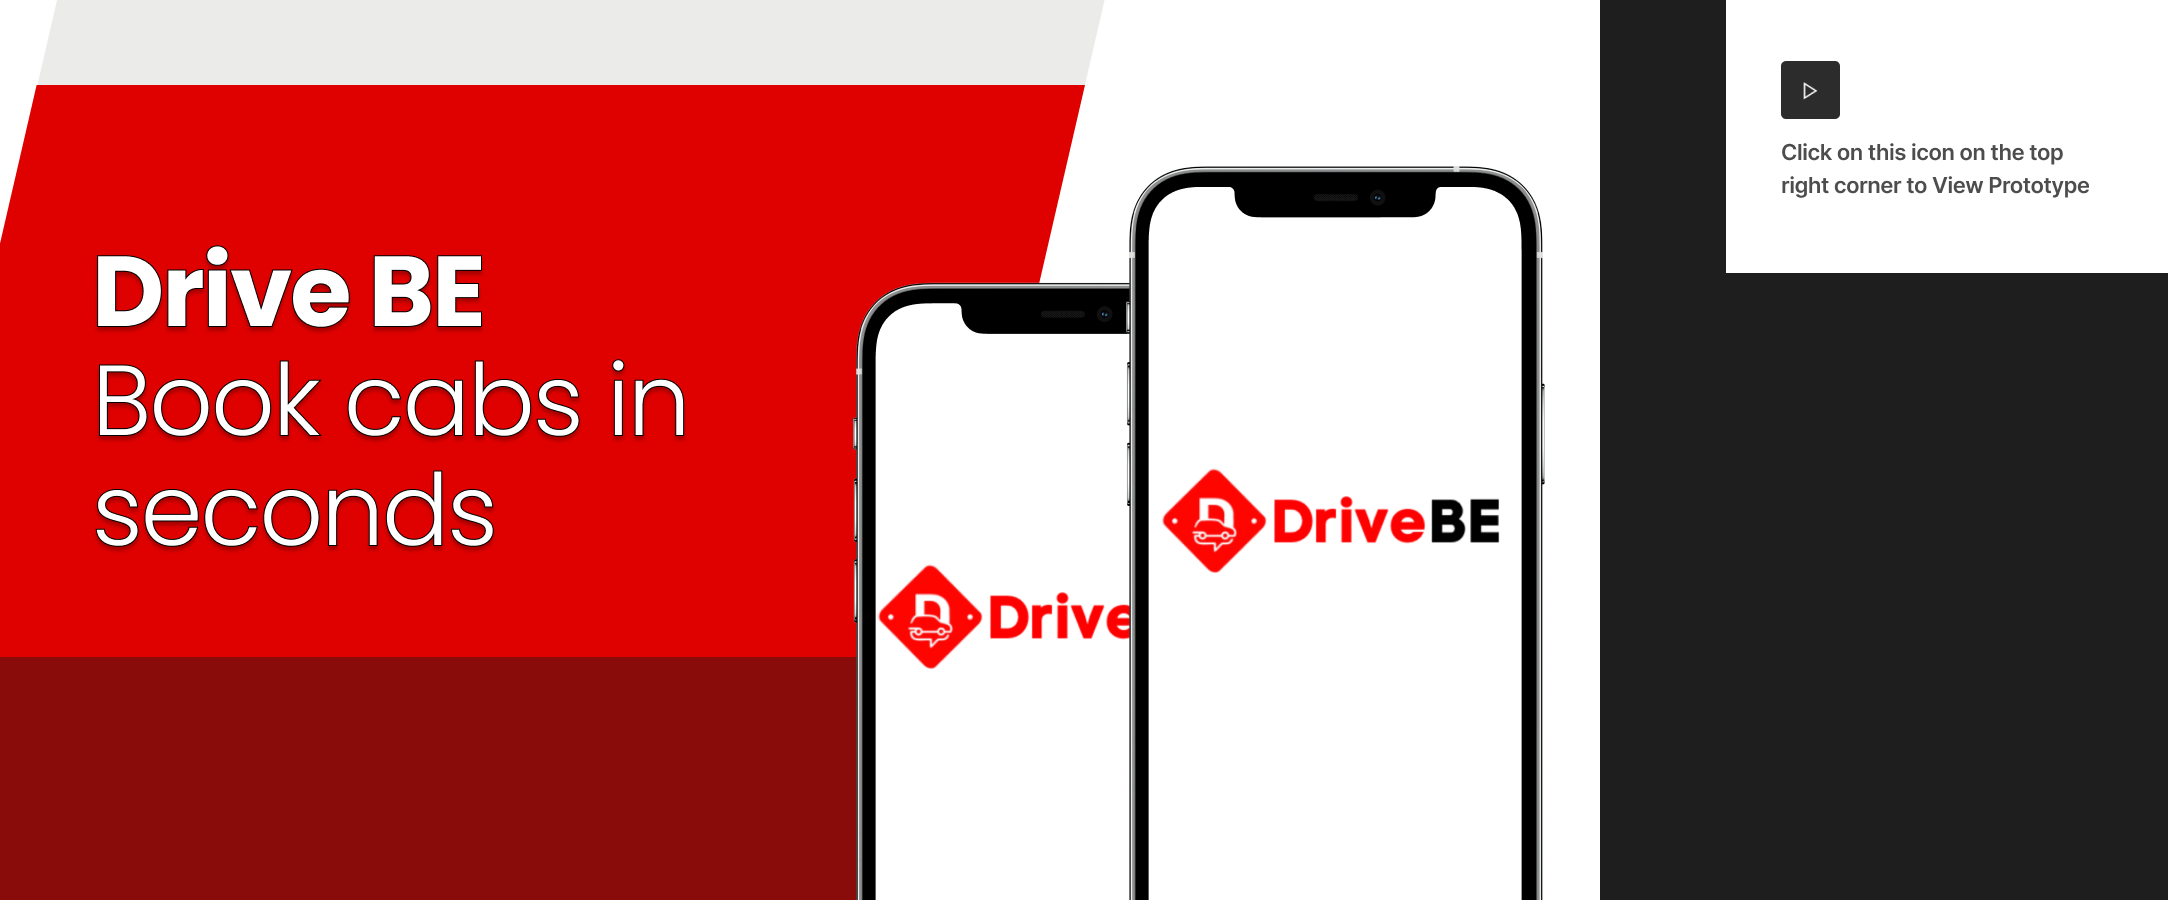 Drive BE
Book cabs in
seconds
Drive
DriveBE
Click on this icon on the top
right corner to View Prototype